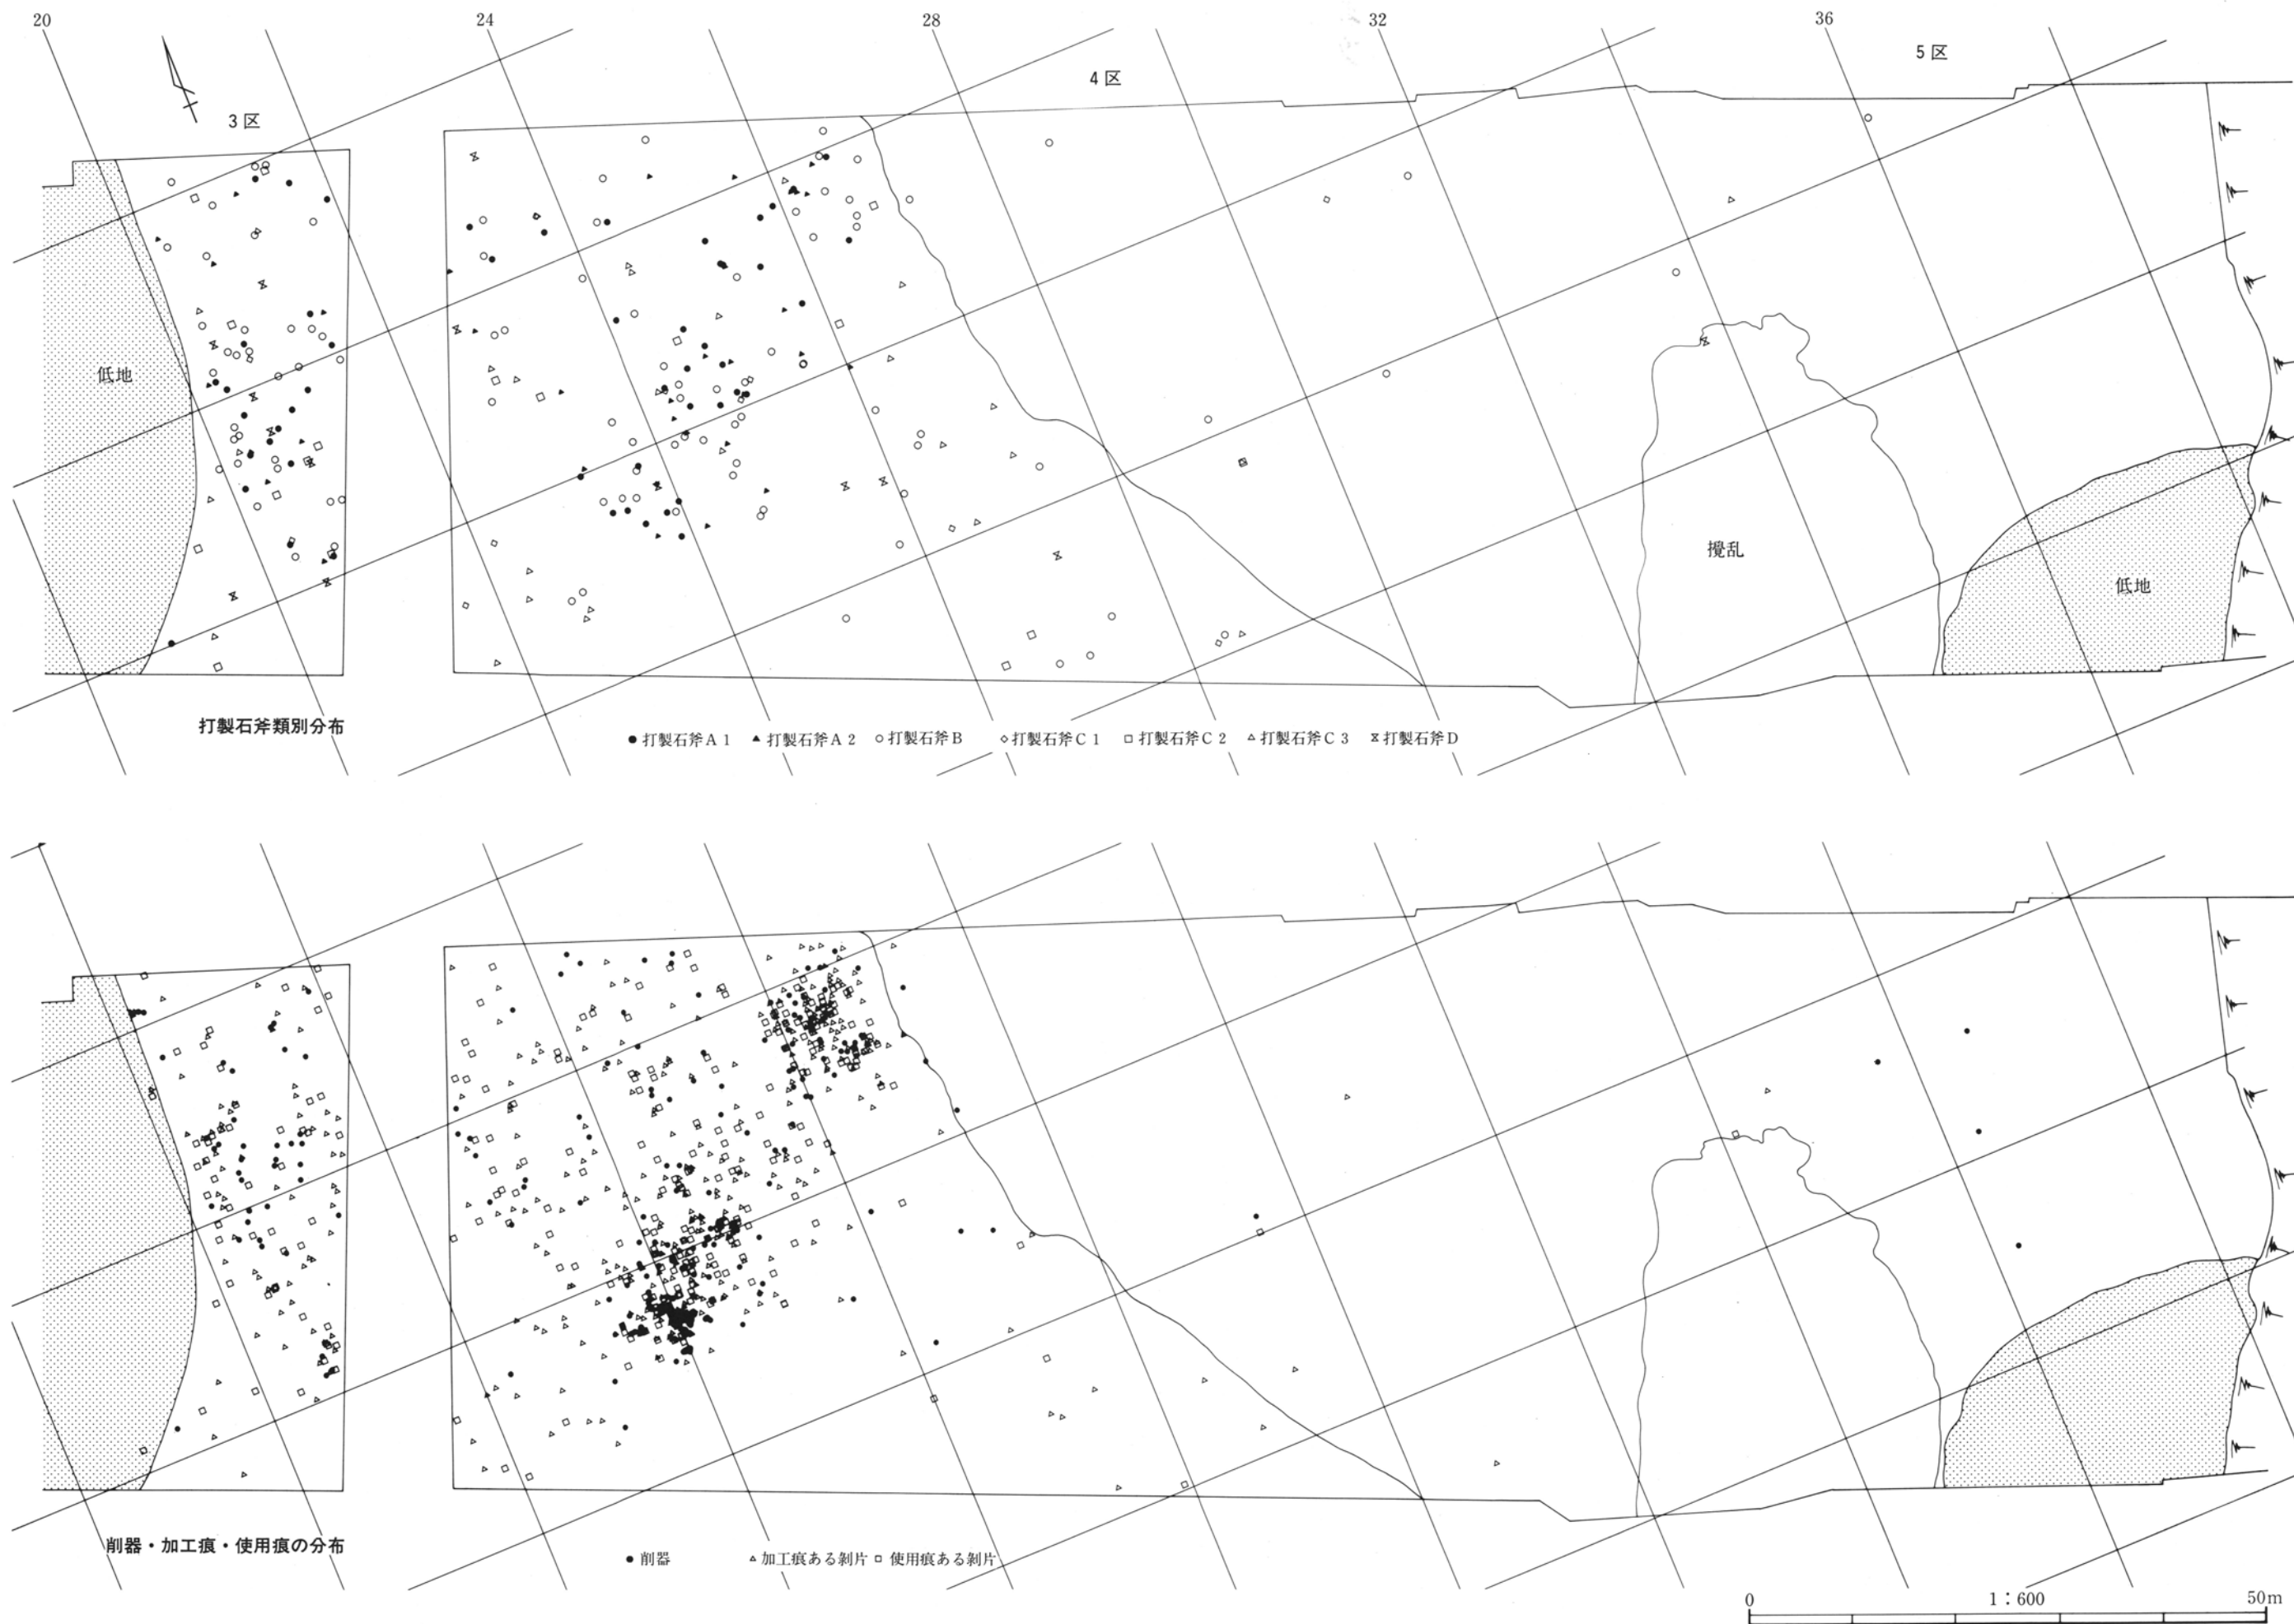 20
24
28
32
36
3区
4区
5区
低地
攪乱
低地
打製石斧類別分布
● 打製石斧A1 ▲ 打製石斧A2 ○ 打製石斧B ◇ 打製石斧C1 □ 打製石斧C2 △ 打製石斧C3 ⧖ 打製石斧D
削器・加工痕・使用痕の分布
● 削器 △ 加工痕ある剝片 □ 使用痕ある剝片
0 1：600 50m